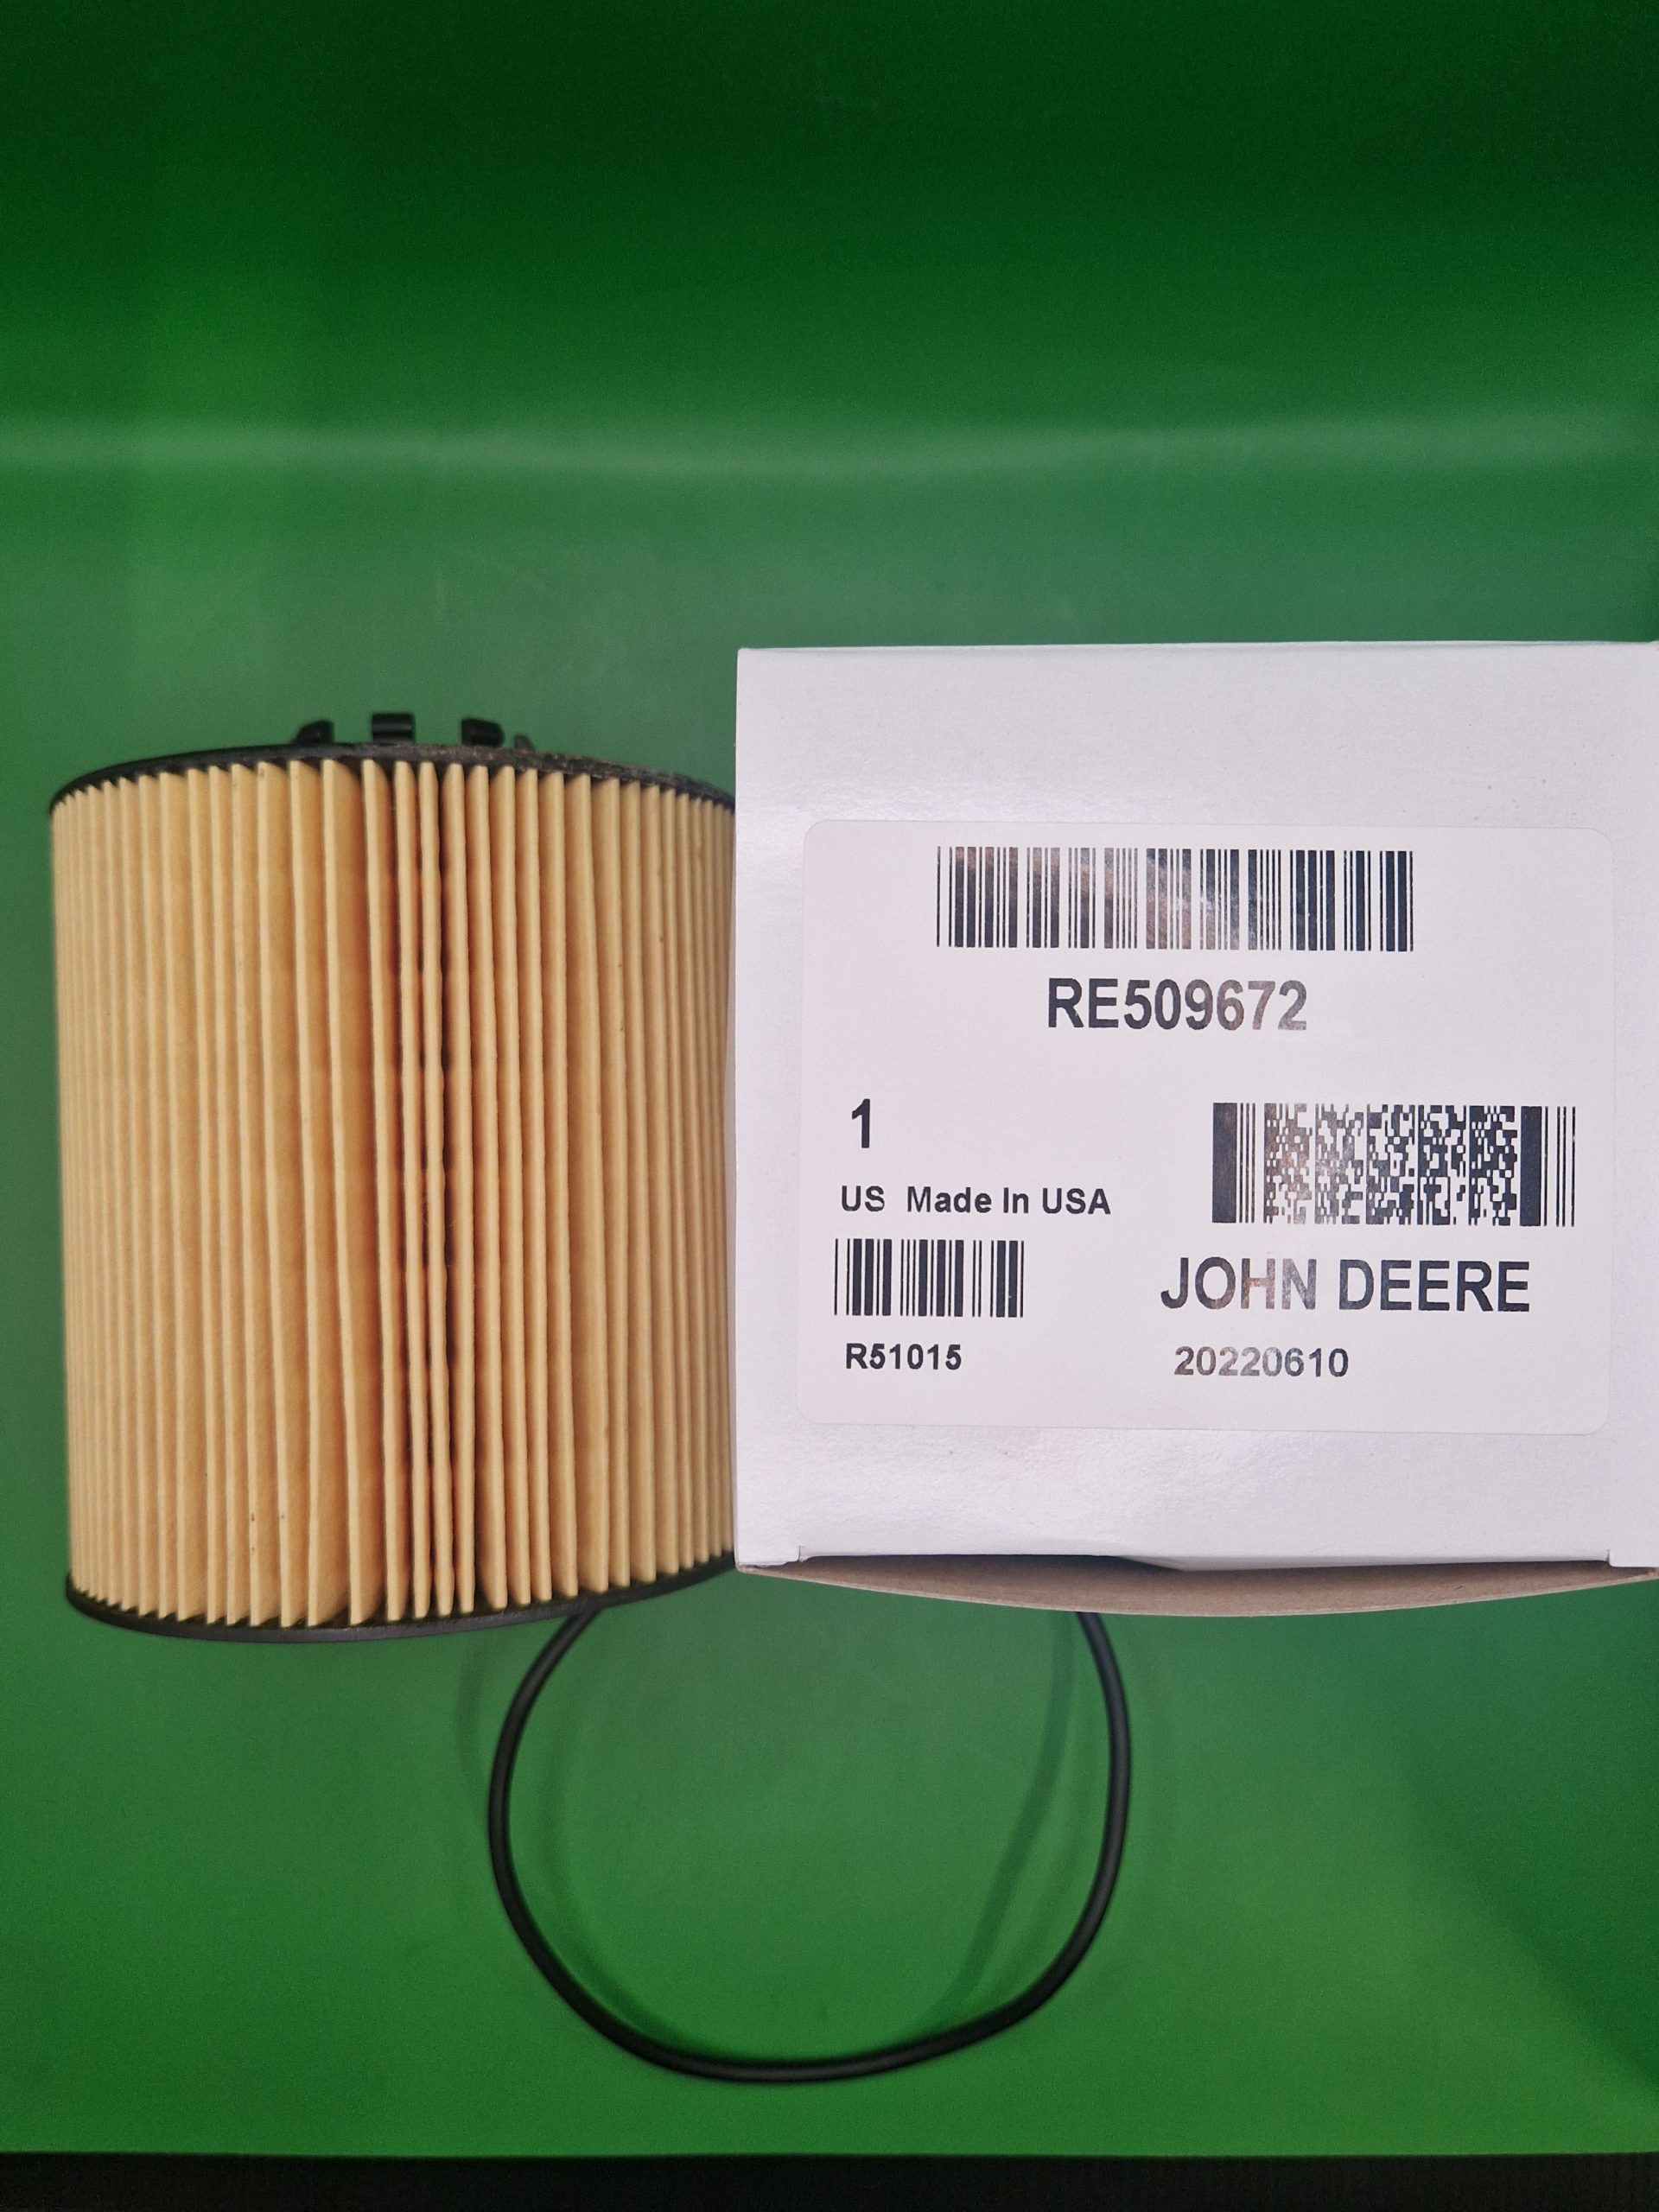 RE509672
1
US Made In USA
JOHN DEERE
R51015
20220610